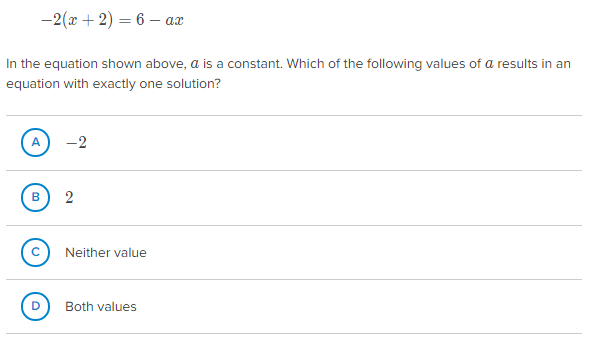 −2(x + 2) = 6 − ax
In the equation shown above, a is a constant. Which of the following values of a results in an
equation with exactly one solution?
A −2
B 2
C Neither value
D Both values